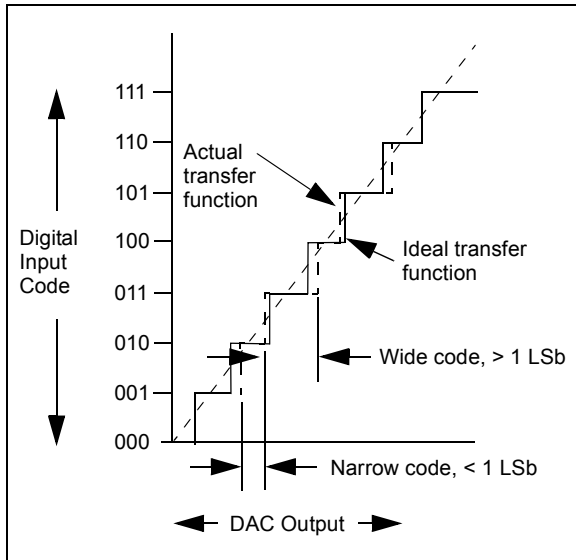 111
110
101
100
011
010
001
000
Digital
Input
Code
Actual
transfer
function
Ideal transfer
function
Wide code, > 1 LSb
Narrow code, < 1 LSb
DAC Output